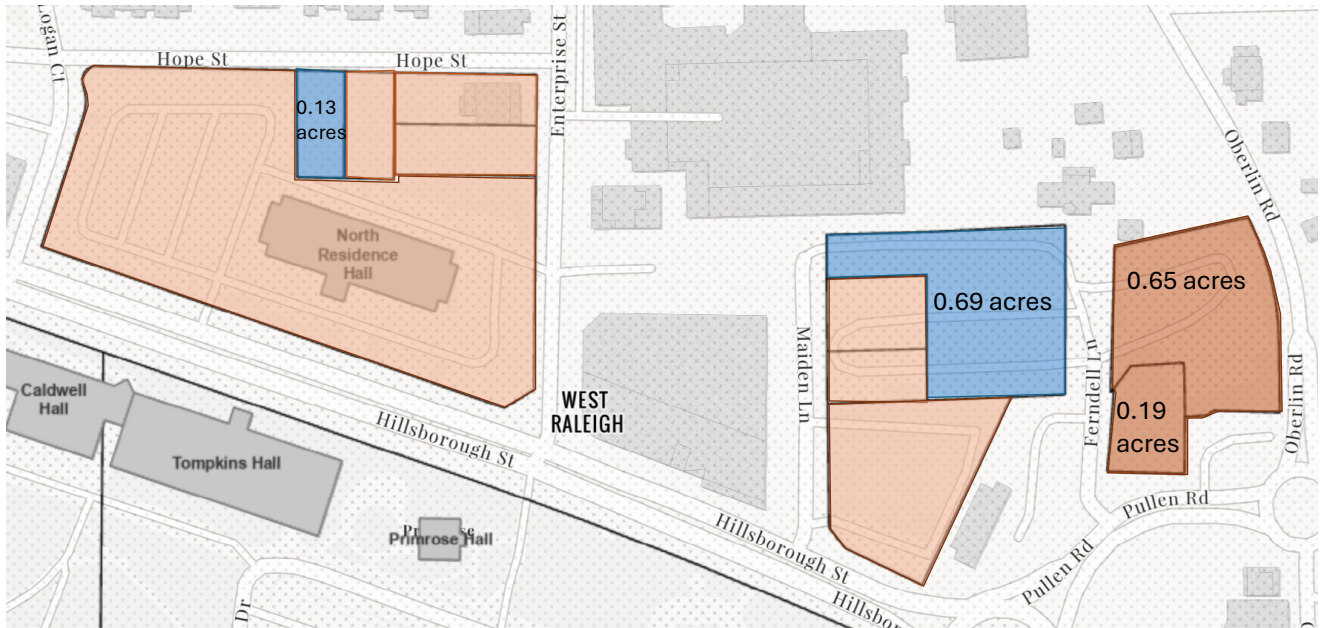 Logan Ct
Hope St
Hope St
Enterprise St
0.13
acres
Oberlin Rd
North
Residence
Hall
0.69 acres
0.65 acres
Maiden Ln
Ferndell Ln
Oberlin Rd
Caldwell
Hall
WEST
RALEIGH
0.19
acres
Hillsborough St
Tompkins Hall
Pullen Rd
Primrose Hall
Hillsborough St
Pullen Rd
Hillsbor
Dr